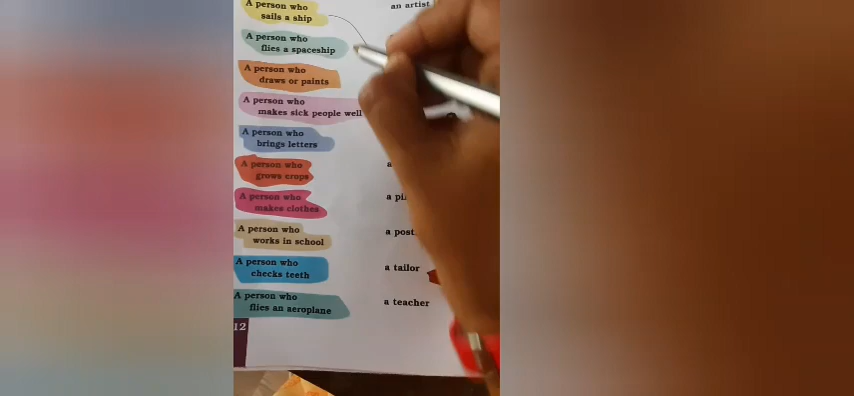 A person who
sails a ship
an artist
A person who
flies a spaceship
A person who
draws or paints
A person who
makes sick people well
A person who
brings letters
A person who
grows crops
a
A person who
makes clothes
a
A person who
works in school
a
A person who
checks teeth
a tailor
A person who
flies an aeroplane
a teacher
12